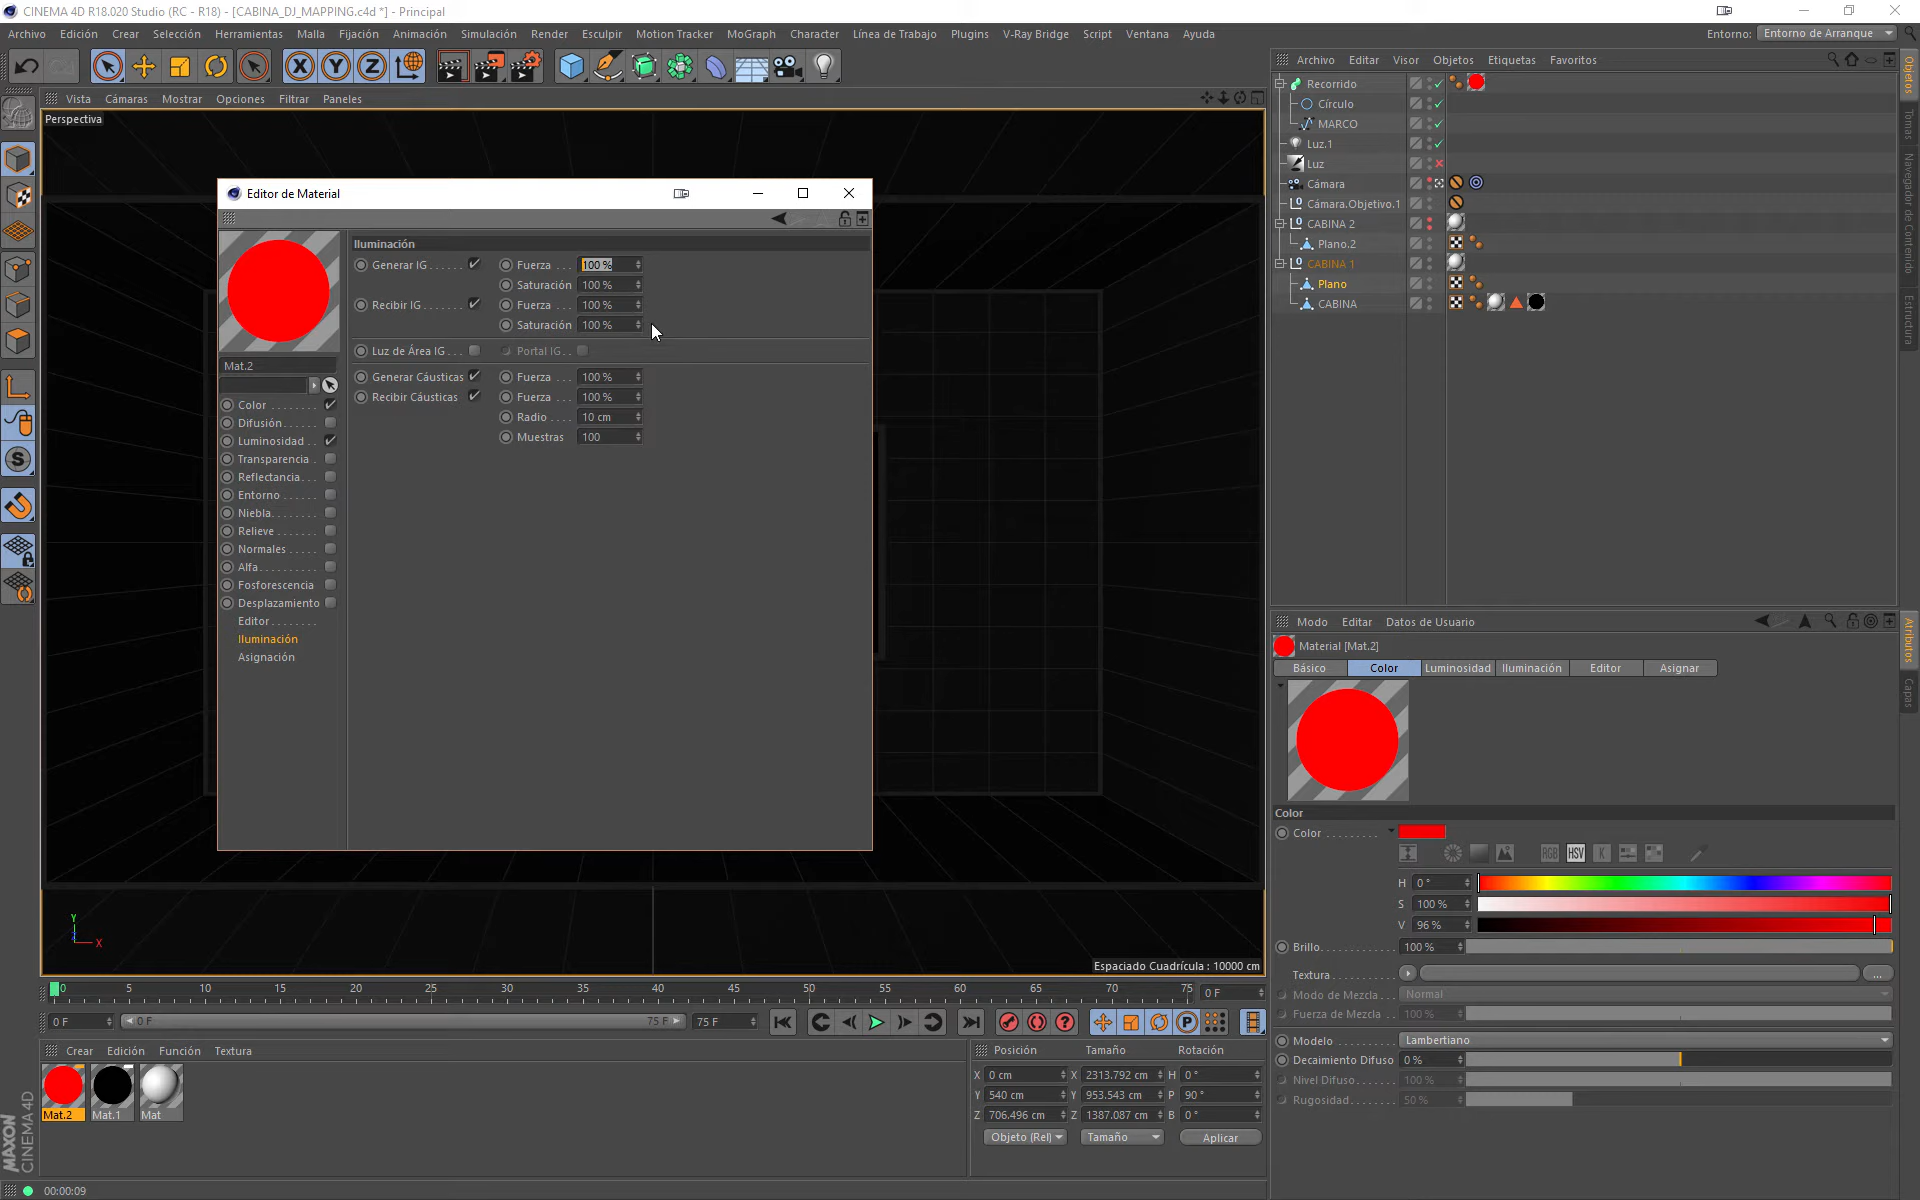 CINEMA 4D R18.020 Studio (RC - R18) - [CABINA_DJ_MAPPING.c4d *] - Principal
Archivo Edición Crear Selección Herramientas Malla Fijación Animación Simulación Render Esculpir Motion Tracker MoGraph Character Línea de Trabajo Plugins V-Ray Bridge Script Ventana Ayuda Entorno: Entorno de Arranque
X Y Z
Vista Cámaras Mostrar Opciones Filtrar Paneles
Perspectiva
Editor de Material
Mat.2
Color
Difusión
Luminosidad
Transparencia
Reflectancia
Entorno
Niebla
Relieve
Normales
Alfa
Fosforescencia
Desplazamiento
Editor
Iluminación
Asignación
Iluminación
Generar IG Fuerza 100 %
Saturación 100 %
Recibir IG Fuerza 100 %
Saturación 100 %
Luz de Área IG Portal IG
Generar Cáusticas Fuerza 100 %
Recibir Cáusticas Fuerza 100 %
Radio 10 cm
Muestras 100
Y
Z
X
Espaciado Cuadrícula : 10000 cm
0 5 10 15 20 25 30 35 40 45 50 55 60 65 70 75 0 F
0 F 0 F 75 F 75 F
Crear Edición Función Textura
Mat.2 Mat.1 Mat
Posición Tamaño Rotación
X 0 cm X 2313.792 cm H 0 °
Y 540 cm Y 953.543 cm P 90 °
Z 706.496 cm Z 1387.087 cm B 0 °
Objeto (Rel) Tamaño Aplicar
MAXON
CINEMA 4D
00:00:09
Archivo Editar Visor Objetos Etiquetas Favoritos
Recorrido
Círculo
MARCO
Luz.1
Luz
Cámara
Cámara.Objetivo.1
CABINA 2
Plano.2
CABINA 1
Plano
CABINA
Objetos
Tomas
Navegador de Contenido
Estructura
Modo Editar Datos de Usuario
Material [Mat.2]
Básico Color Luminosidad Iluminación Editor Asignar
Color
Color
RGB HSV K
H 0 °
S 100 %
V 96 %
Brillo 100 %
Textura ...
Modo de Mezcla Normal
Fuerza de Mezcla 100 %
Modelo Lambertiano
Decaimiento Difuso 0 %
Nivel Difuso 100 %
Rugosidad 50 %
Atributos
Capas